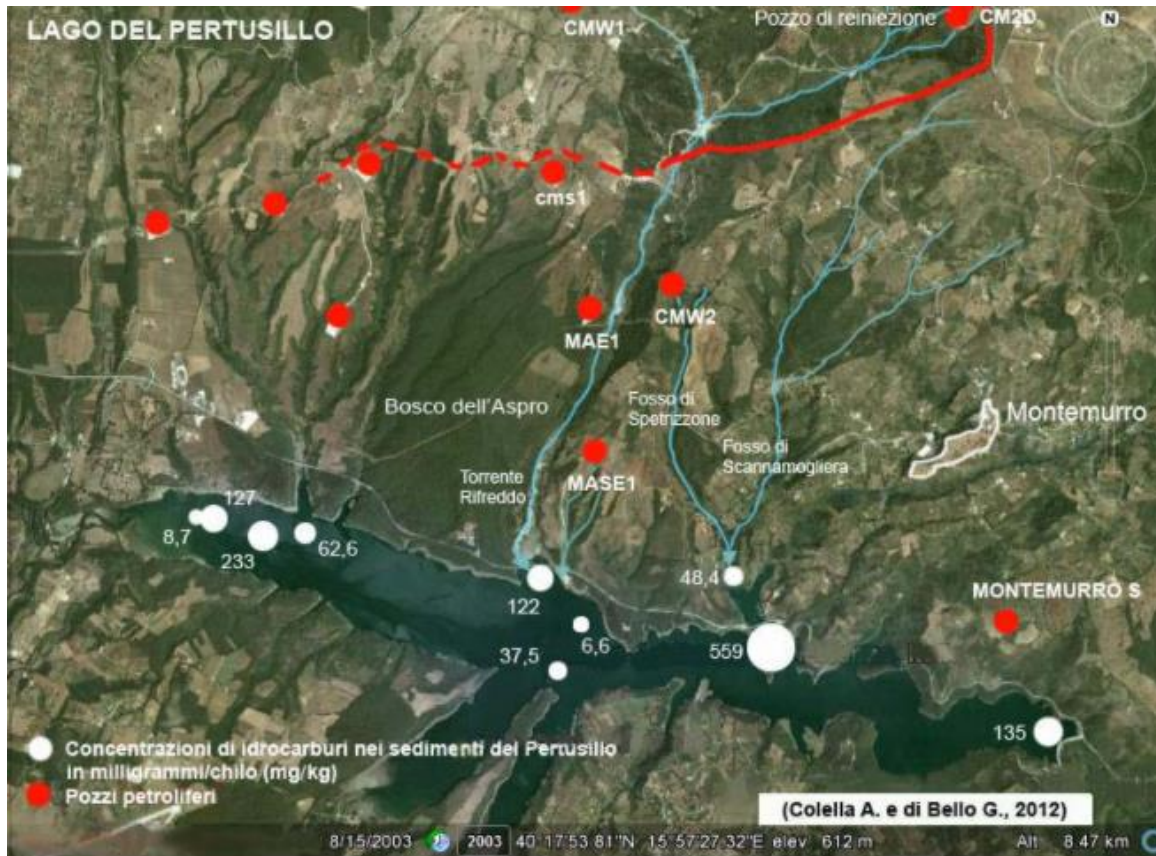 LAGO DEL PERTUSILLO
CMW1
Pozzo di reiniezione
CM2D
N
cms1
MAE1
CMW2
Bosco dell'Aspro
Fosso di
Spetrizzone
Montemurro
Fosso di
Scannamogliera
Torrente
Rifreddo
MASE1
127
8,7
233
62,6
122
48,4
MONTEMURRO S
6,6
37,5
559
135
Concentrazioni di idrocarburi nei sedimenti del Pertusillo
in milligrammi/chilo (mg/kg)
Pozzi petroliferi
(Colella A. e di Bello G., 2012)
8/15/2003 2003 40°17'53 81"N 15°57'27 32"E elev 612 m Alt 8.47 km